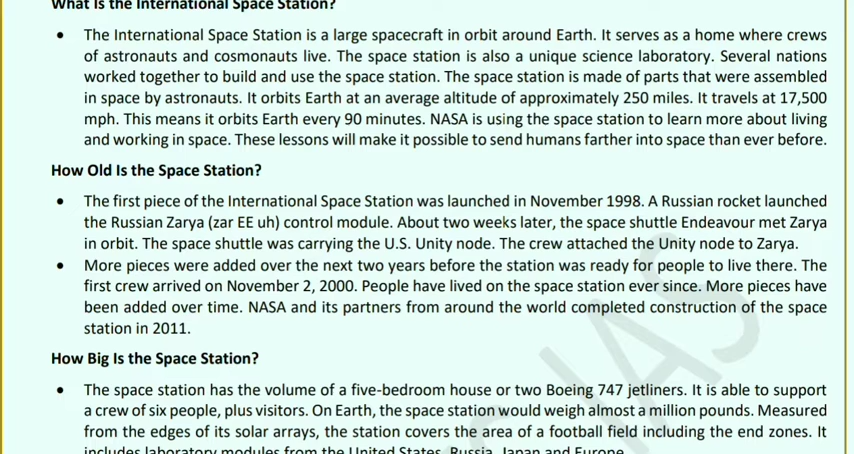 What Is the International Space Station?
• The International Space Station is a large spacecraft in orbit around Earth. It serves as a home where crews
of astronauts and cosmonauts live. The space station is also a unique science laboratory. Several nations
worked together to build and use the space station. The space station is made of parts that were assembled
in space by astronauts. It orbits Earth at an average altitude of approximately 250 miles. It travels at 17,500
mph. This means it orbits Earth every 90 minutes. NASA is using the space station to learn more about living
and working in space. These lessons will make it possible to send humans farther into space than ever before.
How Old Is the Space Station?
• The first piece of the International Space Station was launched in November 1998. A Russian rocket launched
the Russian Zarya (zar EE uh) control module. About two weeks later, the space shuttle Endeavour met Zarya
in orbit. The space shuttle was carrying the U.S. Unity node. The crew attached the Unity node to Zarya.
• More pieces were added over the next two years before the station was ready for people to live there. The
first crew arrived on November 2, 2000. People have lived on the space station ever since. More pieces have
been added over time. NASA and its partners from around the world completed construction of the space
station in 2011.
How Big Is the Space Station?
• The space station has the volume of a five-bedroom house or two Boeing 747 jetliners. It is able to support
a crew of six people, plus visitors. On Earth, the space station would weigh almost a million pounds. Measured
from the edges of its solar arrays, the station covers the area of a football field including the end zones. It
includes laboratory modules from the United States, Russia, Japan and Europe.
IAS